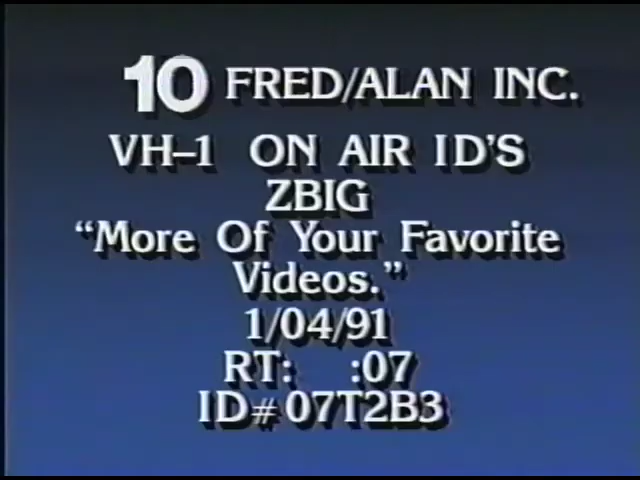 10 FRED/ALAN INC.
VH-1 ON AIR ID'S
ZBIG
“More Of Your Favorite
Videos.”
1/04/91
RT: :07
ID# 07T2B3